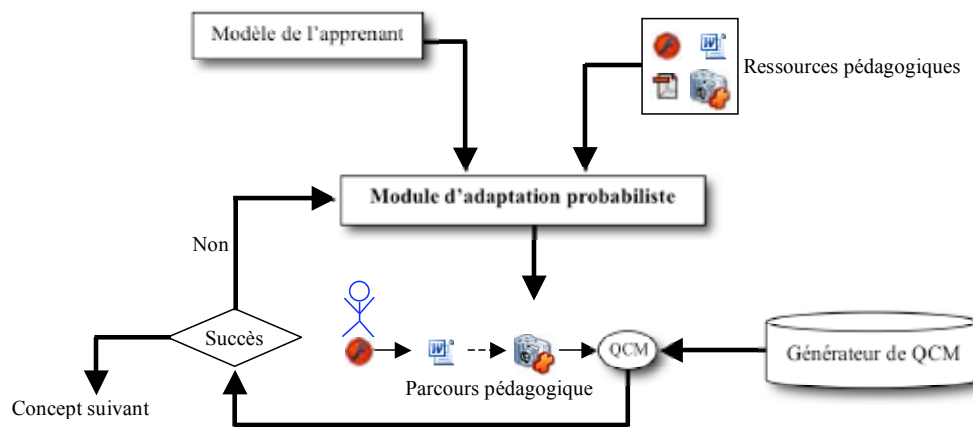 Modèle de l'apprenant
Ressources pédagogiques
Module d'adaptation probabiliste
Non
Succès
QCM
Générateur de QCM
Parcours pédagogique
Concept suivant